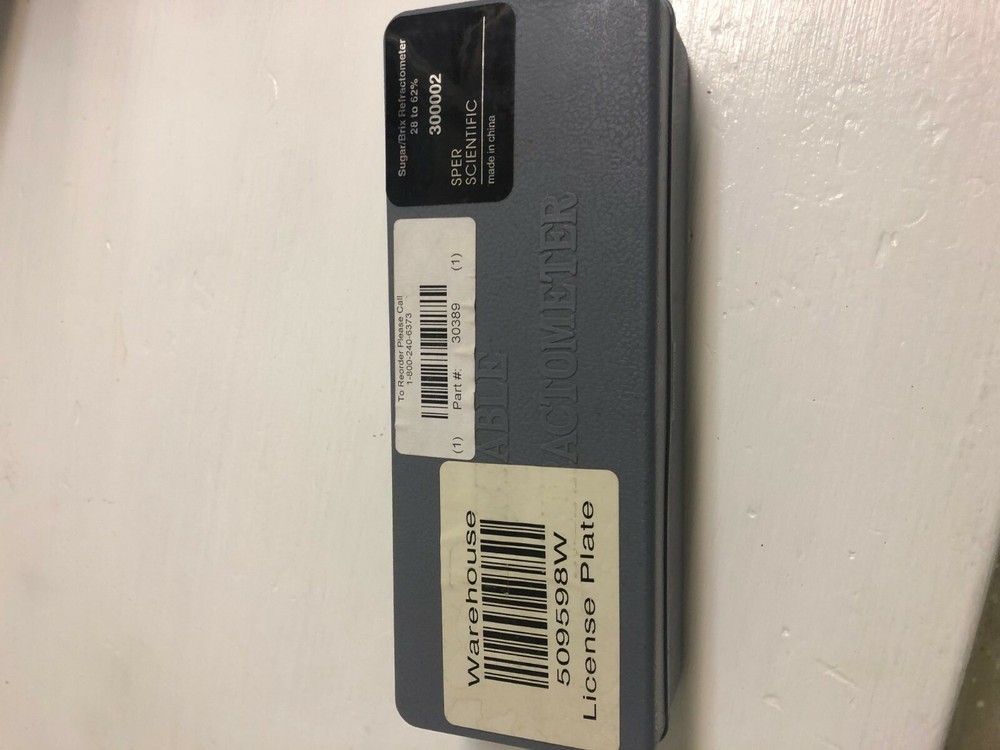 Sugar/Brix Refractometer
28 to 62%
300002
SPER
SCIENTIFIC
made in china
To Reorder Please Call
1-800-240-6373
(1) Part #: 30389 (1)
ABLE
ACTOMETER
Warehouse
509598W
License Plate